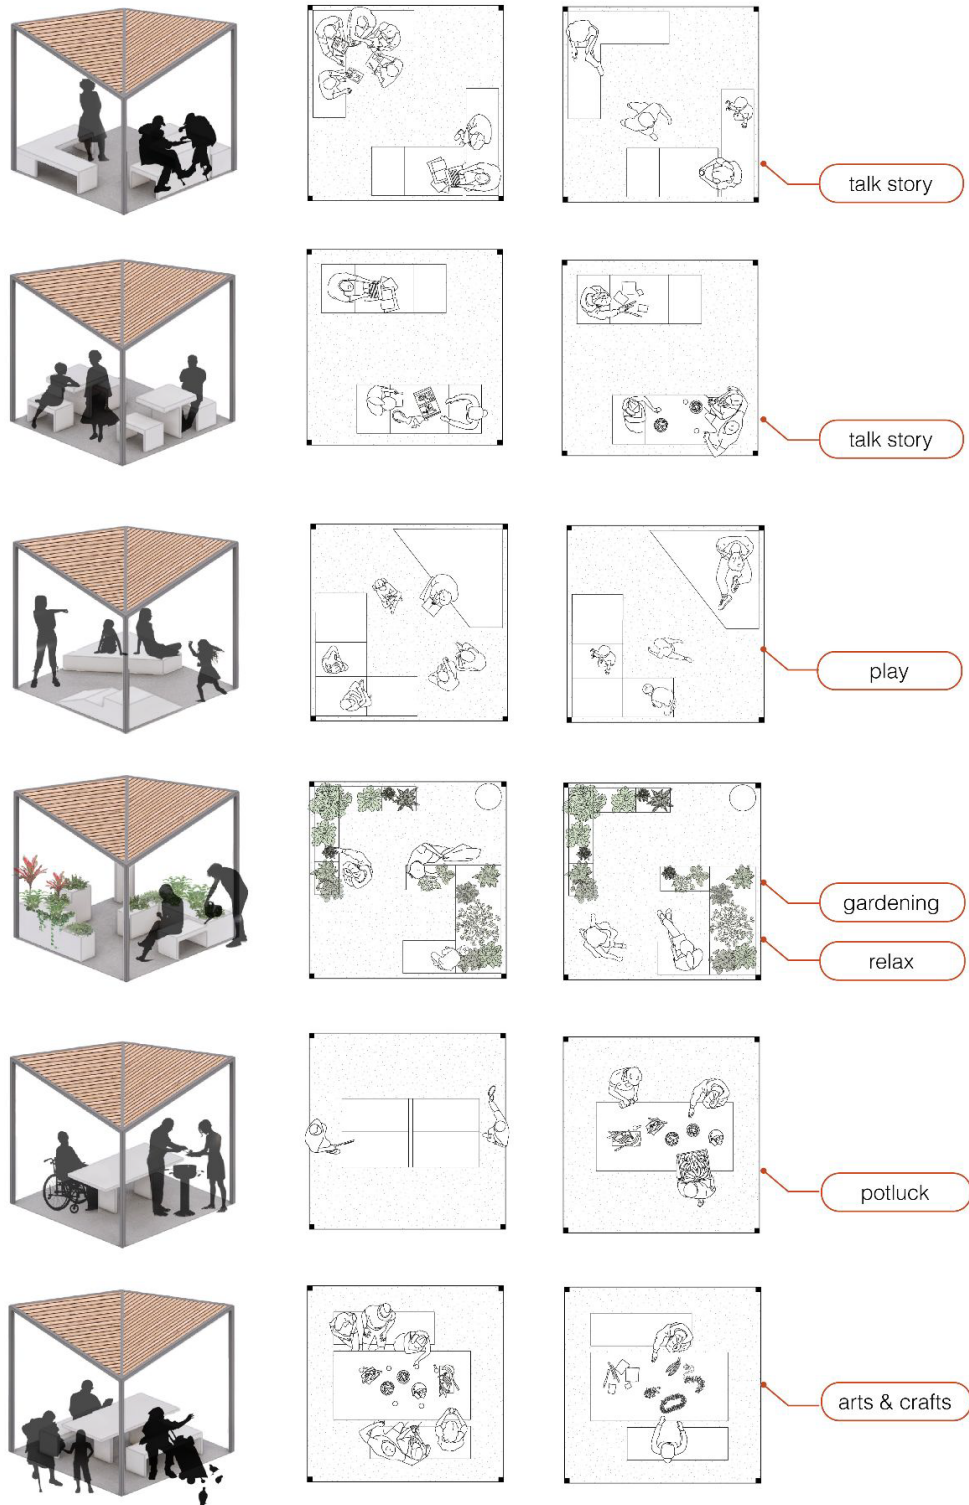 talk story
talk story
play
gardening
relax
potluck
arts & crafts